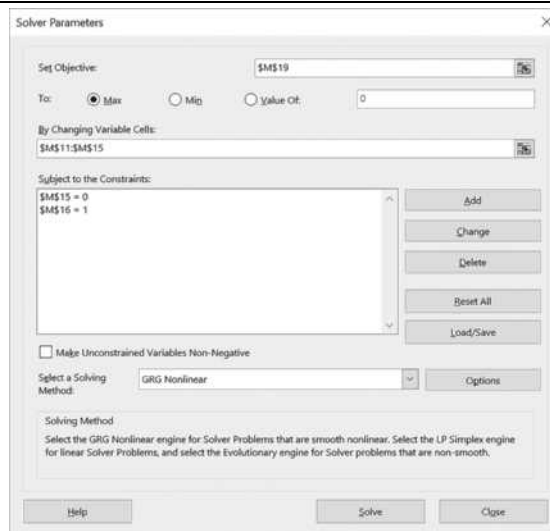 Solver Parameters
Set Objective: $M$19
To: Max Min Value Of: 0
By Changing Variable Cells:
$M$11:$M$15
Subject to the Constraints:
$M$15 = 0
$M$16 = 1
Add
Change
Delete
Reset All
Load/Save
Make Unconstrained Variables Non-Negative
Select a Solving Method: GRG Nonlinear Options
Solving Method
Select the GRG Nonlinear engine for Solver Problems that are smooth nonlinear. Select the LP Simplex engine
for linear Solver Problems, and select the Evolutionary engine for Solver problems that are non-smooth.
Help Solve Close